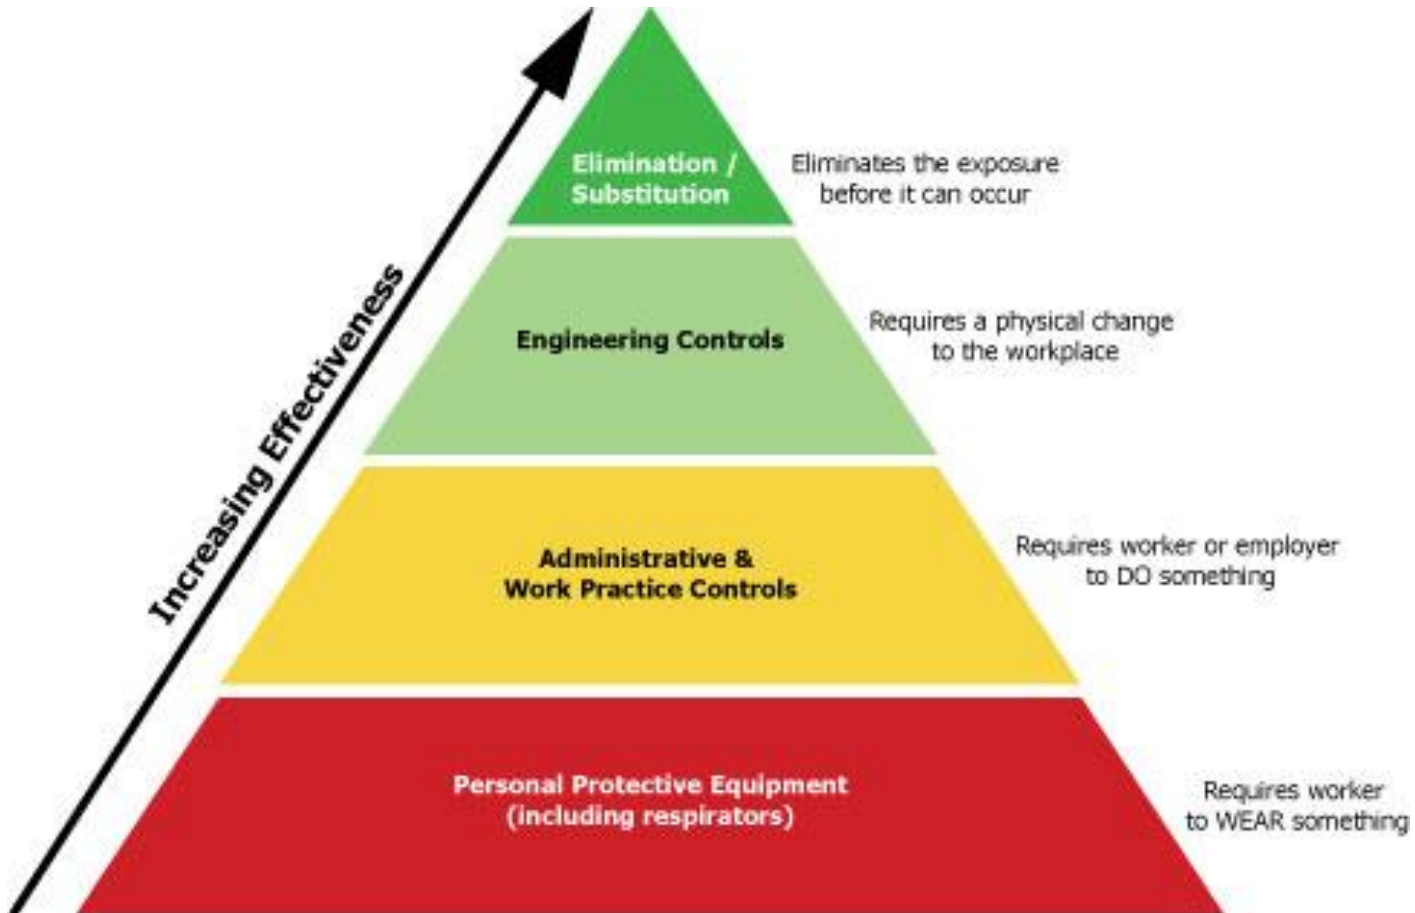 Elimination /
Substitution
Eliminates the exposure
before it can occur
Increasing Effectiveness
Engineering Controls
Requires a physical change
to the workplace
Administrative &
Work Practice Controls
Requires worker or employer
to DO something
Personal Protective Equipment
(including respirators)
Requires worker
to WEAR something